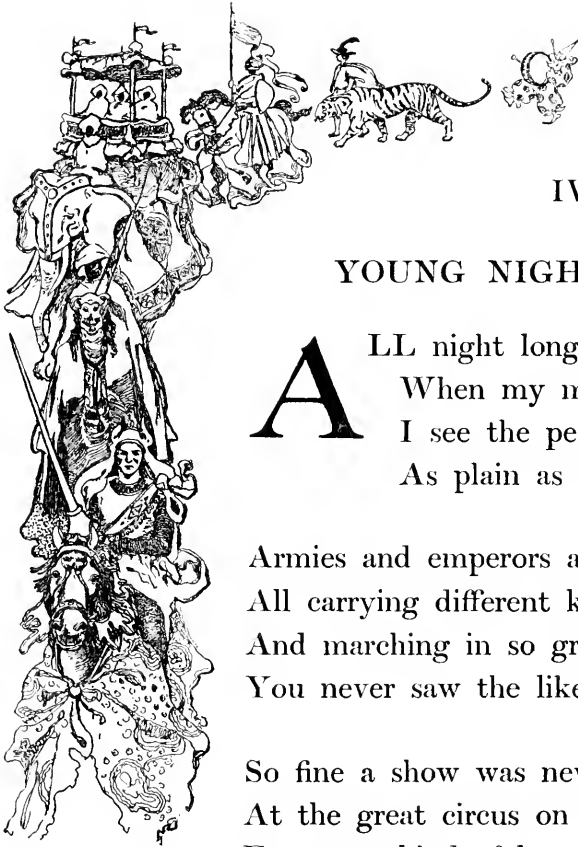 IV
YOUNG NIGH
ALL night long
When my m
I see the pe
As plain as
Armies and emperors a
All carrying different k
And marching in so gr
You never saw the like
So fine a show was nev
At the great circus on